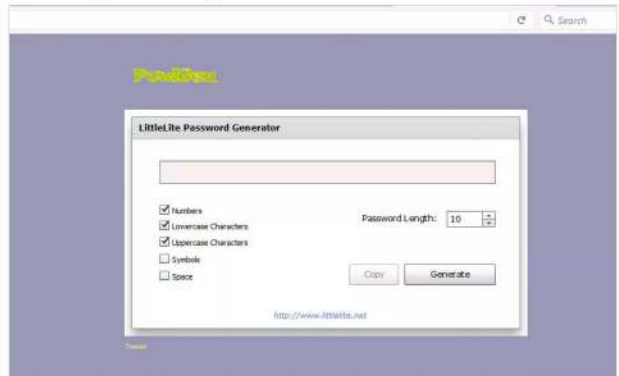 Search
PwdGen
LittleLite Password Generator
Numbers
Lowercase Characters
Password Length: 10
Uppercase Characters
Symbols
Space
Copy
Generate
http://www.littlelite.net
Tweet